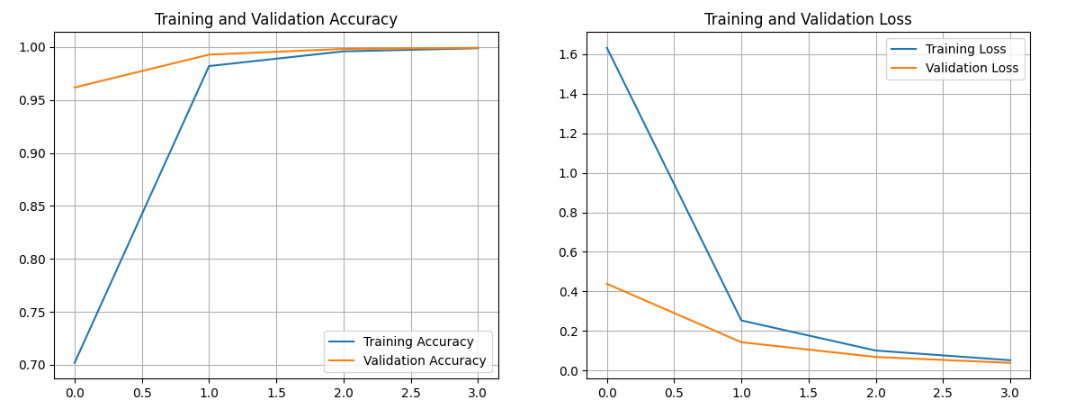 Training and Validation Accuracy
1.00
0.95
0.90
0.85
0.80
0.75
0.70
Training Accuracy
Validation Accuracy
0.0 0.5 1.0 1.5 2.0 2.5 3.0
Training and Validation Loss
1.6
1.4
1.2
1.0
0.8
0.6
0.4
0.2
0.0
Training Loss
Validation Loss
0.0 0.5 1.0 1.5 2.0 2.5 3.0